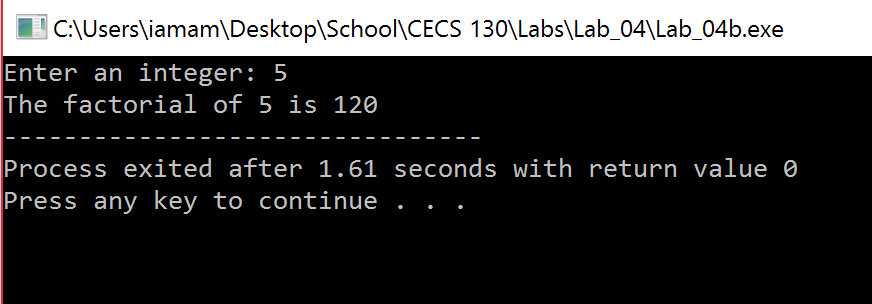 C:\Users\iamam\Desktop\School\CECS 130\Labs\Lab_04\Lab_04b.exe
Enter an integer: 5
The factorial of 5 is 120
--------------------------------
Process exited after 1.61 seconds with return value 0
Press any key to continue . . .